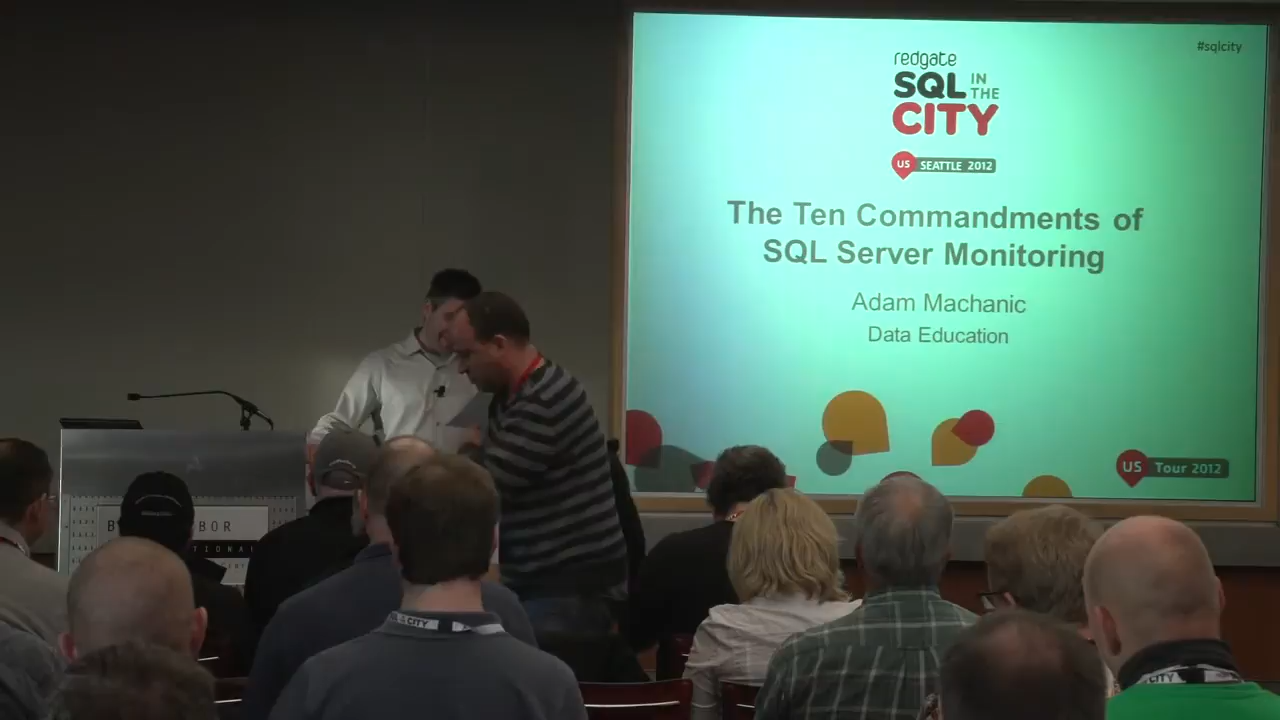 #sqlcity
redgate
SQL IN THE
CITY
US SEATTLE 2012
The Ten Commandments of
SQL Server Monitoring
Adam Machanic
Data Education
US Tour 2012
BOR
CITY
CITY